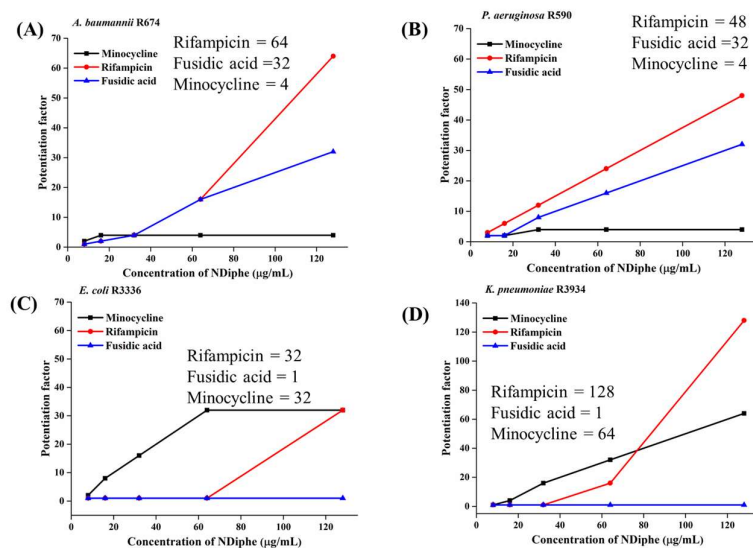 (A)
A. baumannii R674
Minocycline
Rifampicin
Fusidic acid
Rifampicin = 64
Fusidic acid =32
Minocycline = 4
Potentiation factor
70
60
50
40
30
20
10
0
0 20 40 60 80 100 120
Concentration of NDiphe (µg/mL)
(B)
P. aeruginosa R590
Minocycline
Rifampicin
Fusidic acid
Rifampicin = 48
Fusidic acid = 32
Minocycline = 4
Potentiation factor
70
60
50
40
30
20
10
0
0 20 40 60 80 100 120
Concentration of NDiphe (µg/mL)
(C)
E. coli R3336
Minocycline
Rifampicin
Fusidic acid
Rifampicin = 32
Fusidic acid = 1
Minocycline = 32
Potentiation factor
70
60
50
40
30
20
10
0
0 20 40 60 80 100 120
Concentration of NDiphe (µg/mL)
(D)
K. pneumoniae R3934
Minocycline
Rifampicin
Fusidic acid
Rifampicin = 128
Fusidic acid = 1
Minocycline = 64
Potentiation factor
140
120
100
80
60
40
20
0
0 20 40 60 80 100 120
Concentration of NDiphe (µg/mL)